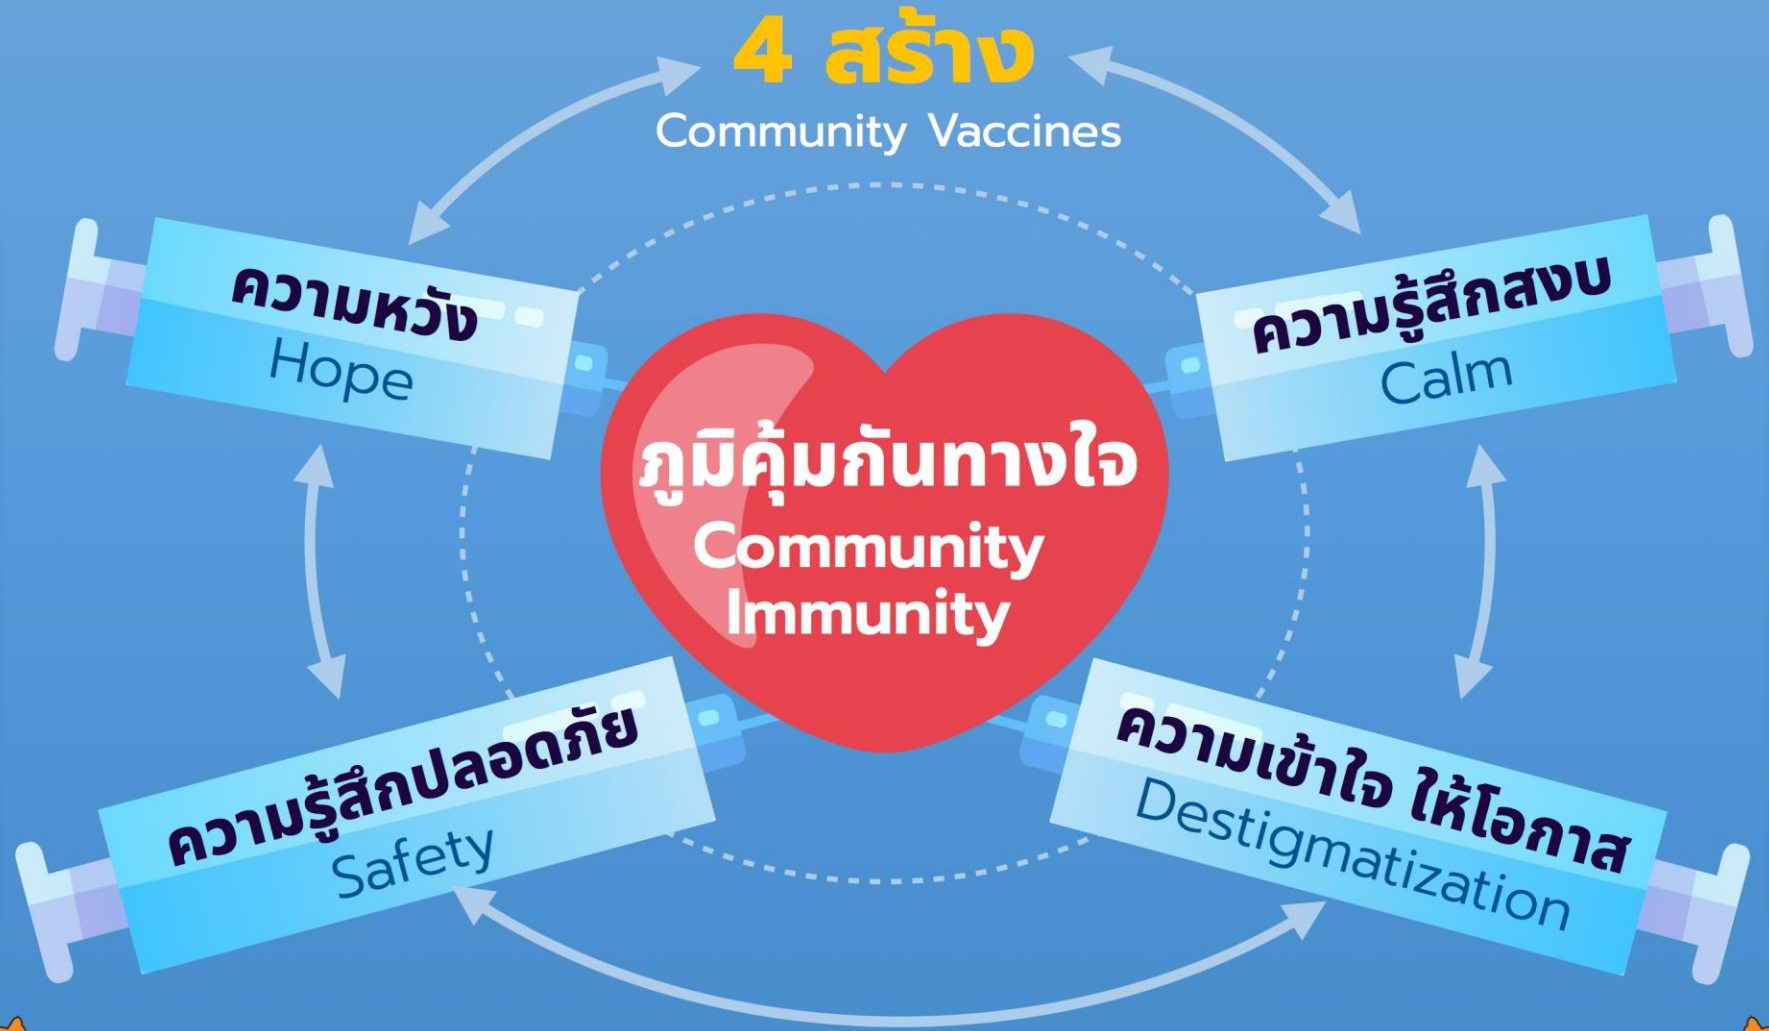 4 สร้าง
Community Vaccines
ความหวัง
Hope
ความรู้สึกสงบ
Calm
ภูมิคุ้มกันทางใจ
Community
Immunity
ความรู้สึกปลอดภัย
Safety
ความเข้าใจ ให้โอกาส
Destigmatization